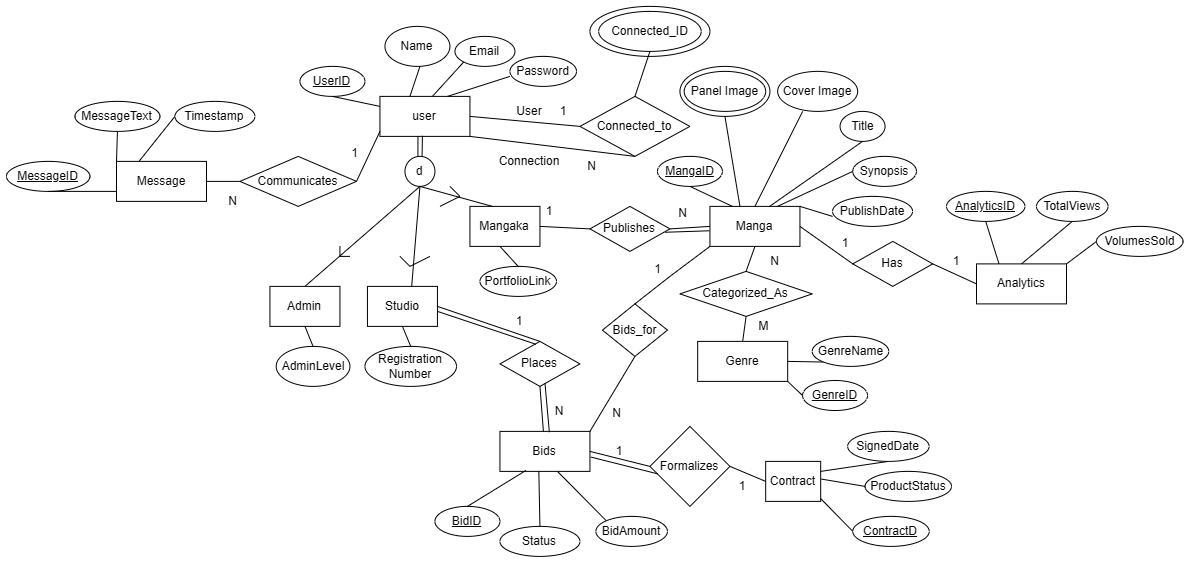 Connected_ID
Name
Email
Password
UserID
user
User 1
Connected_to
Connection
N
MessageText
Timestamp
MessageID
Message
N
Communicates
1
d
Panel Image
Cover Image
Title
Synopsis
MangaID
PublishDate
Manga
Mangaka
1
Publishes
N
PortfolioLink
AnalyticsID
TotalViews
VolumesSold
Analytics
1
Has
1
Admin
AdminLevel
Studio
Registration
Number
1
Places
N
1
Bids_for
N
N
Categorized_As
M
Genre
GenreName
GenreID
Bids
1
Formalizes
1
Contract
SignedDate
ProductStatus
ContractD
BidID
Status
BidAmount